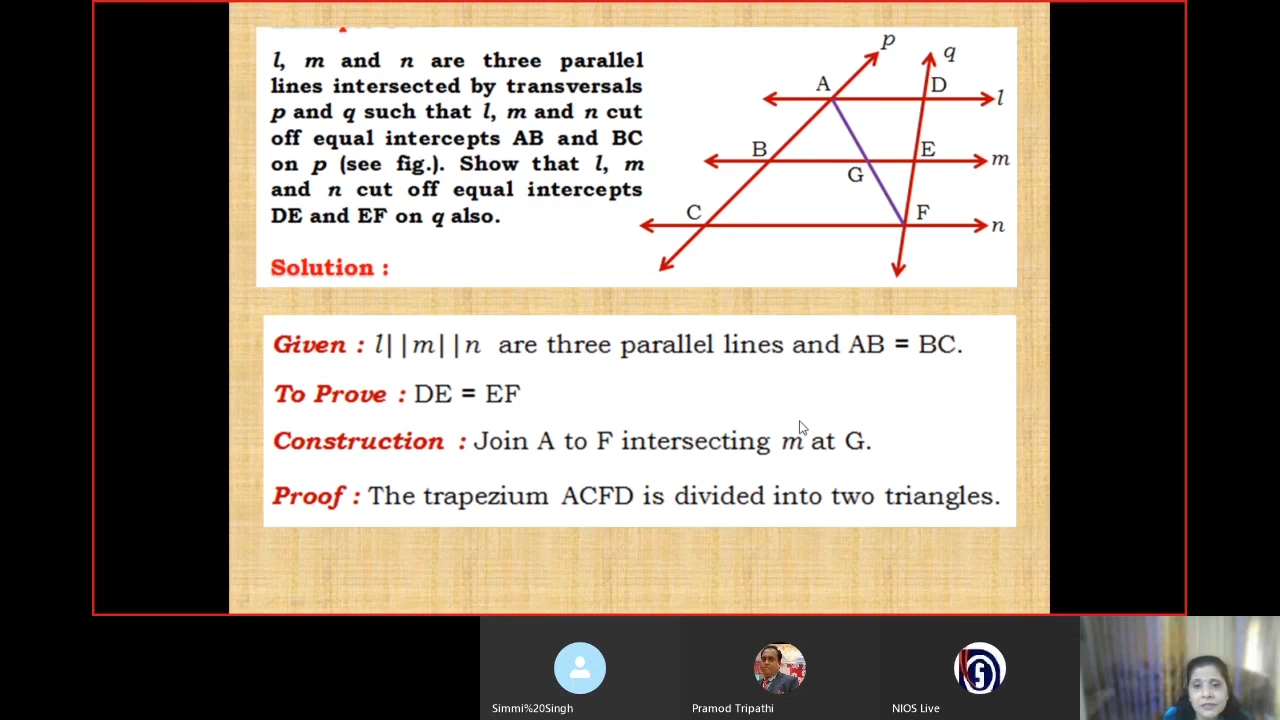 l, m and n are three parallel
lines intersected by transversals
p and q such that l, m and n cut
off equal intercepts AB and BC
on p (see fig.). Show that l, m
and n cut off equal intercepts
DE and EF on q also.
Solution :
p
q
A
D
l
B
E
m
G
C
F
n
Given : l||m||n are three parallel lines and AB = BC.
To Prove : DE = EF
Construction : Join A to F intersecting m at G.
Proof : The trapezium ACFD is divided into two triangles.
Simmi%20Singh
Pramod Tripathi
NIOS Live